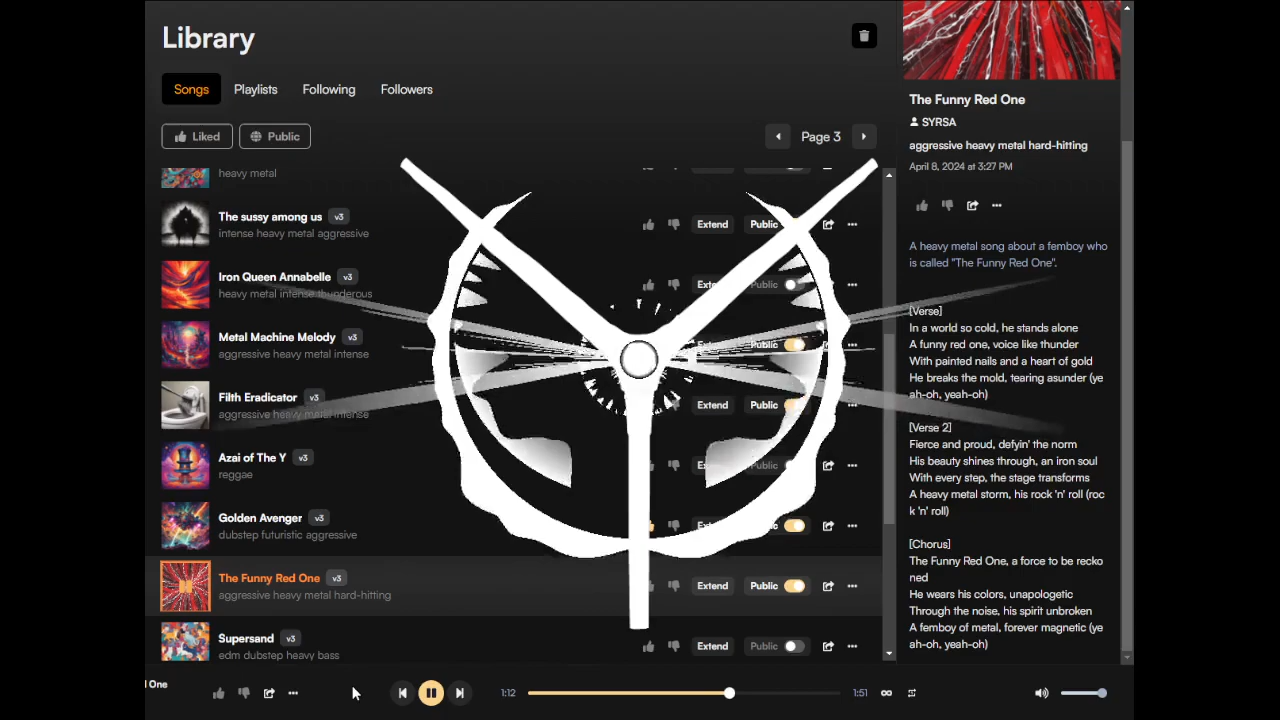 Library
Songs
Playlists
Following
Followers
Liked
Public
Page 3
heavy metal
The sussy among us v3
intense heavy metal aggressive
Extend
Public
Iron Queen Annabelle v3
heavy metal intense thunderous
Public
Metal Machine Melody v3
aggressive heavy metal intense
Filth Eradicator v3
aggressive heavy metal intense
Extend
Public
Azai of The Y v3
reggae
Public
Golden Avenger v3
dubstep futuristic aggressive
The Funny Red One v3
aggressive heavy metal hard-hitting
Extend
Public
Supersand v3
edm dubstep heavy bass
Extend
Public
The Funny Red One
SYRSA
aggressive heavy metal hard-hitting
April 8, 2024 at 3:27 PM
A heavy metal song about a femboy who
is called "The Funny Red One".
[Verse]
In a world so cold, he stands alone
A funny red one, voice like thunder
With painted nails and a heart of gold
He breaks the mold, tearing asunder (ye
ah-oh, yeah-oh)
[Verse 2]
Fierce and proud, defyin' the norm
His beauty shines through, an iron soul
With every step, the stage transforms
A heavy metal storm, his rock 'n' roll (roc
k 'n' roll)
[Chorus]
The Funny Red One, a force to be recko
ned
He wears his colors, unapologetic
Through the noise, his spirit unbroken
A femboy of metal, forever magnetic (ye
ah-oh, yeah-oh)
d One
1:12
1:51